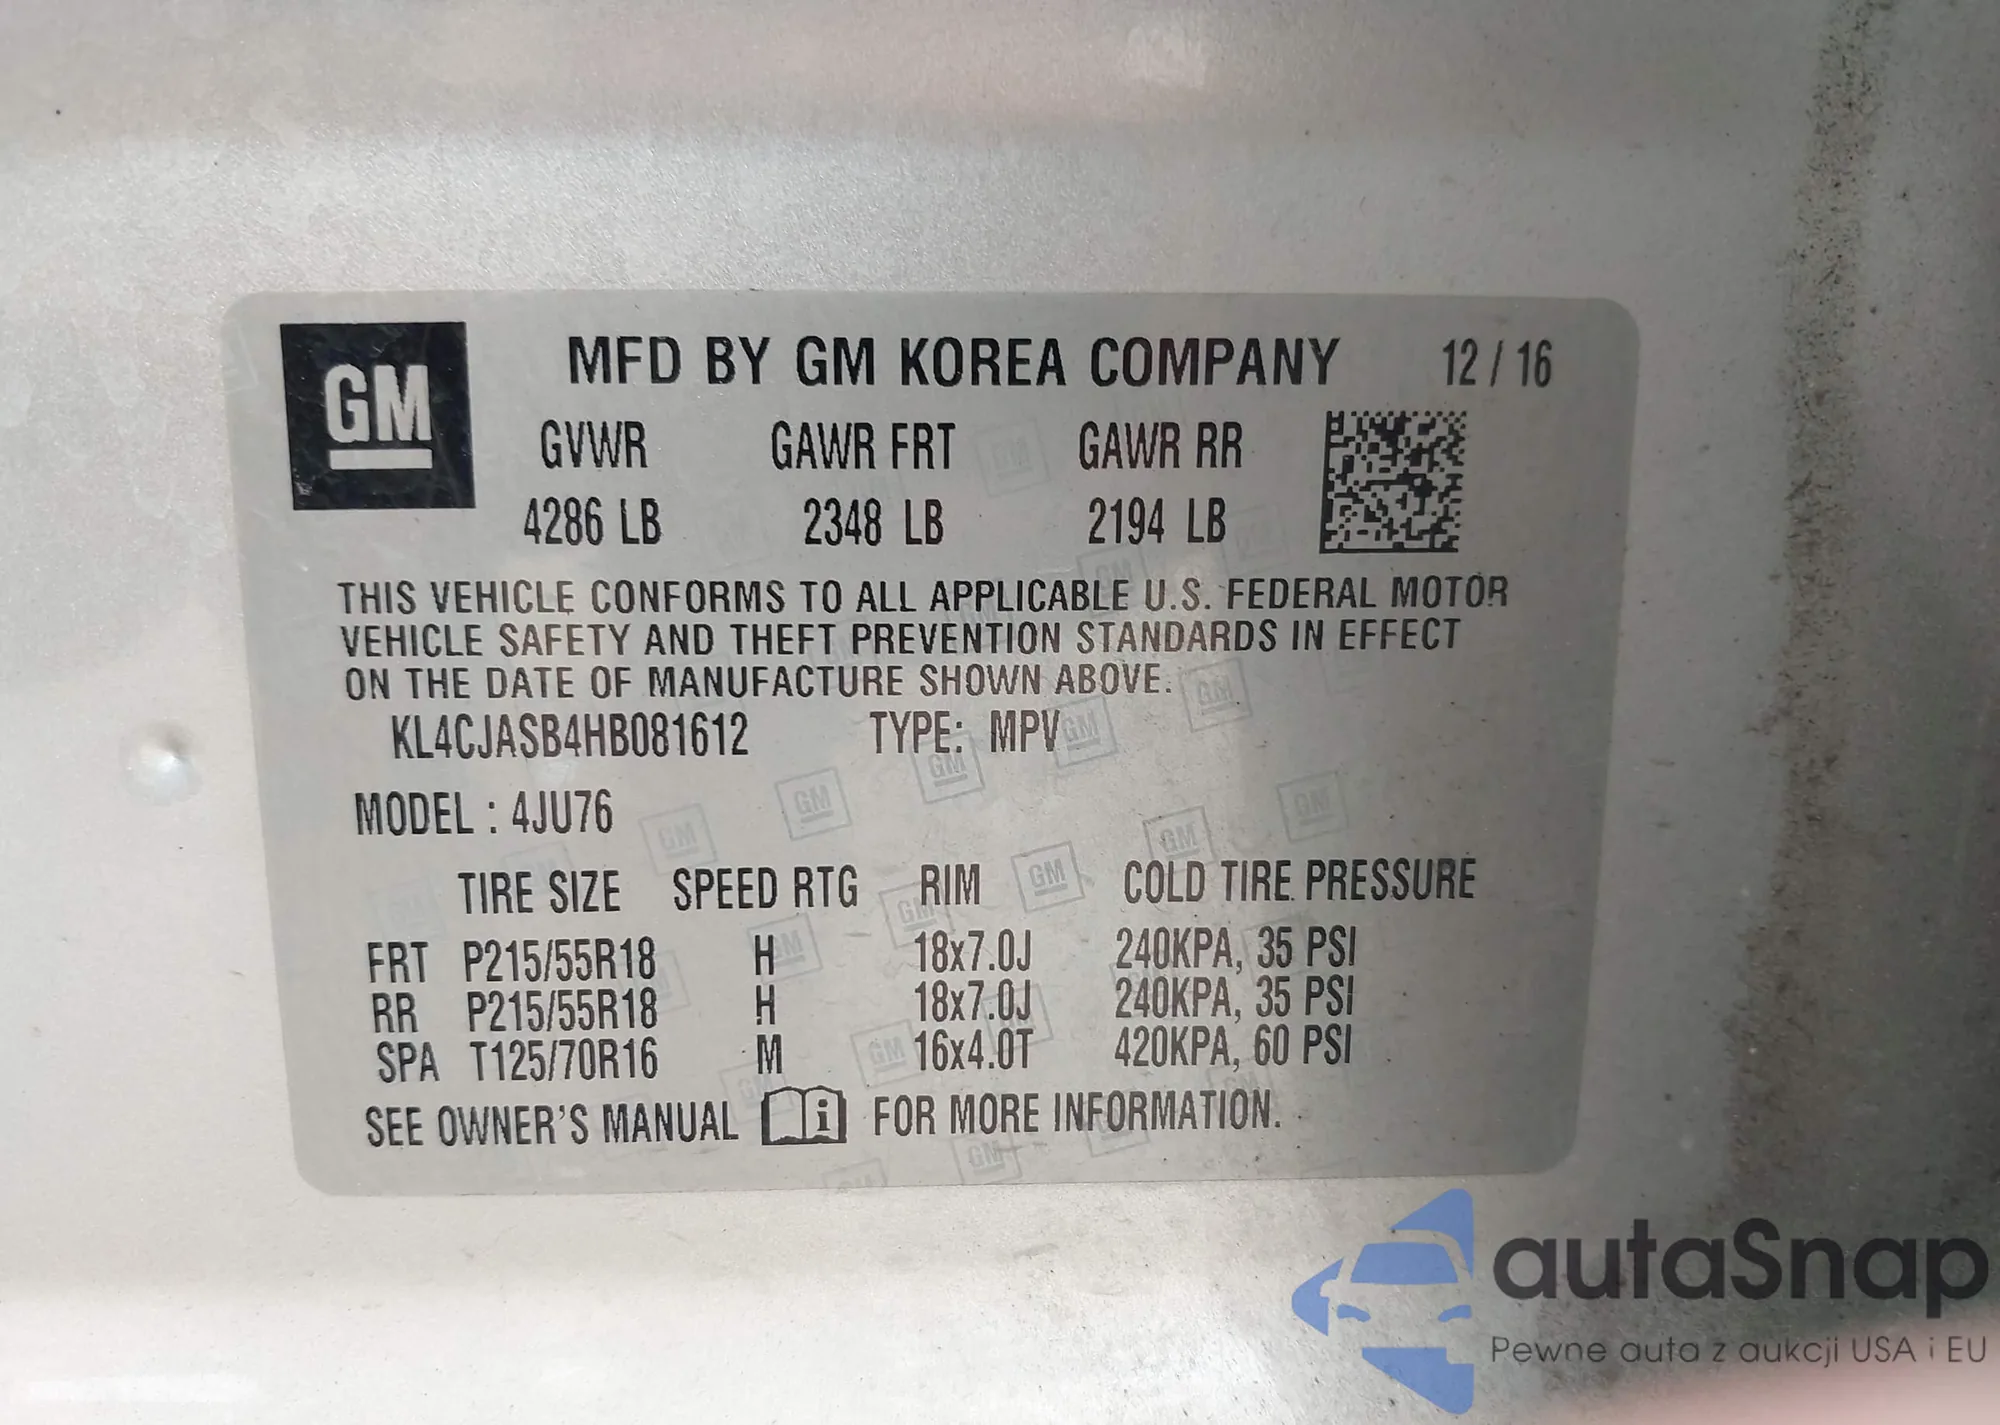 GM
MFD BY GM KOREA COMPANY 12 / 16
GVWR GAWR FRT GAWR RR
4286 LB 2348 LB 2194 LB
THIS VEHICLE CONFORMS TO ALL APPLICABLE U.S. FEDERAL MOTOR
VEHICLE SAFETY AND THEFT PREVENTION STANDARDS IN EFFECT
ON THE DATE OF MANUFACTURE SHOWN ABOVE.
KL4CJASB4HB081612 TYPE: MPV
MODEL : 4JU76
TIRE SIZE SPEED RTG RIM COLD TIRE PRESSURE
FRT P215/55R18 H 18x7.0J 240KPA, 35 PSI
RR P215/55R18 H 18x7.0J 240KPA, 35 PSI
SPA T125/70R16 M 16x4.0T 420KPA, 60 PSI
SEE OWNER'S MANUAL i FOR MORE INFORMATION.
autaSnap
Pewne auta z aukcji USA i EU